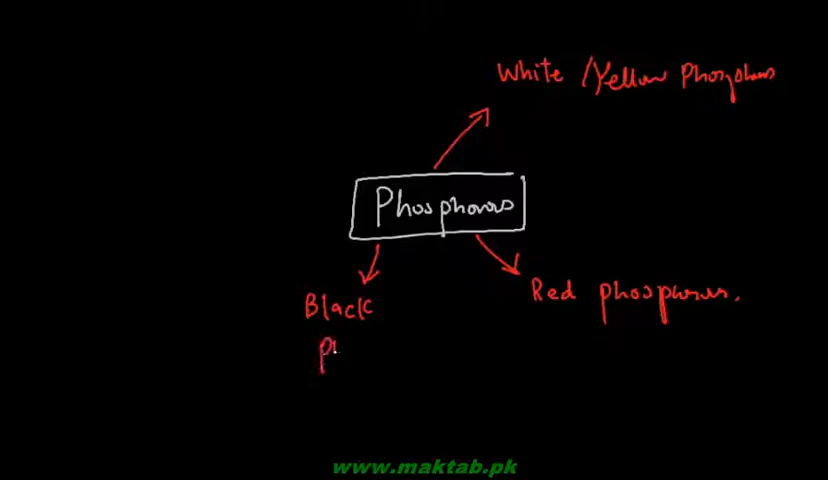 White /Yellow Phosphorus
Phosphorus
Red phosphorus.
Black
P
www.maktab.pk